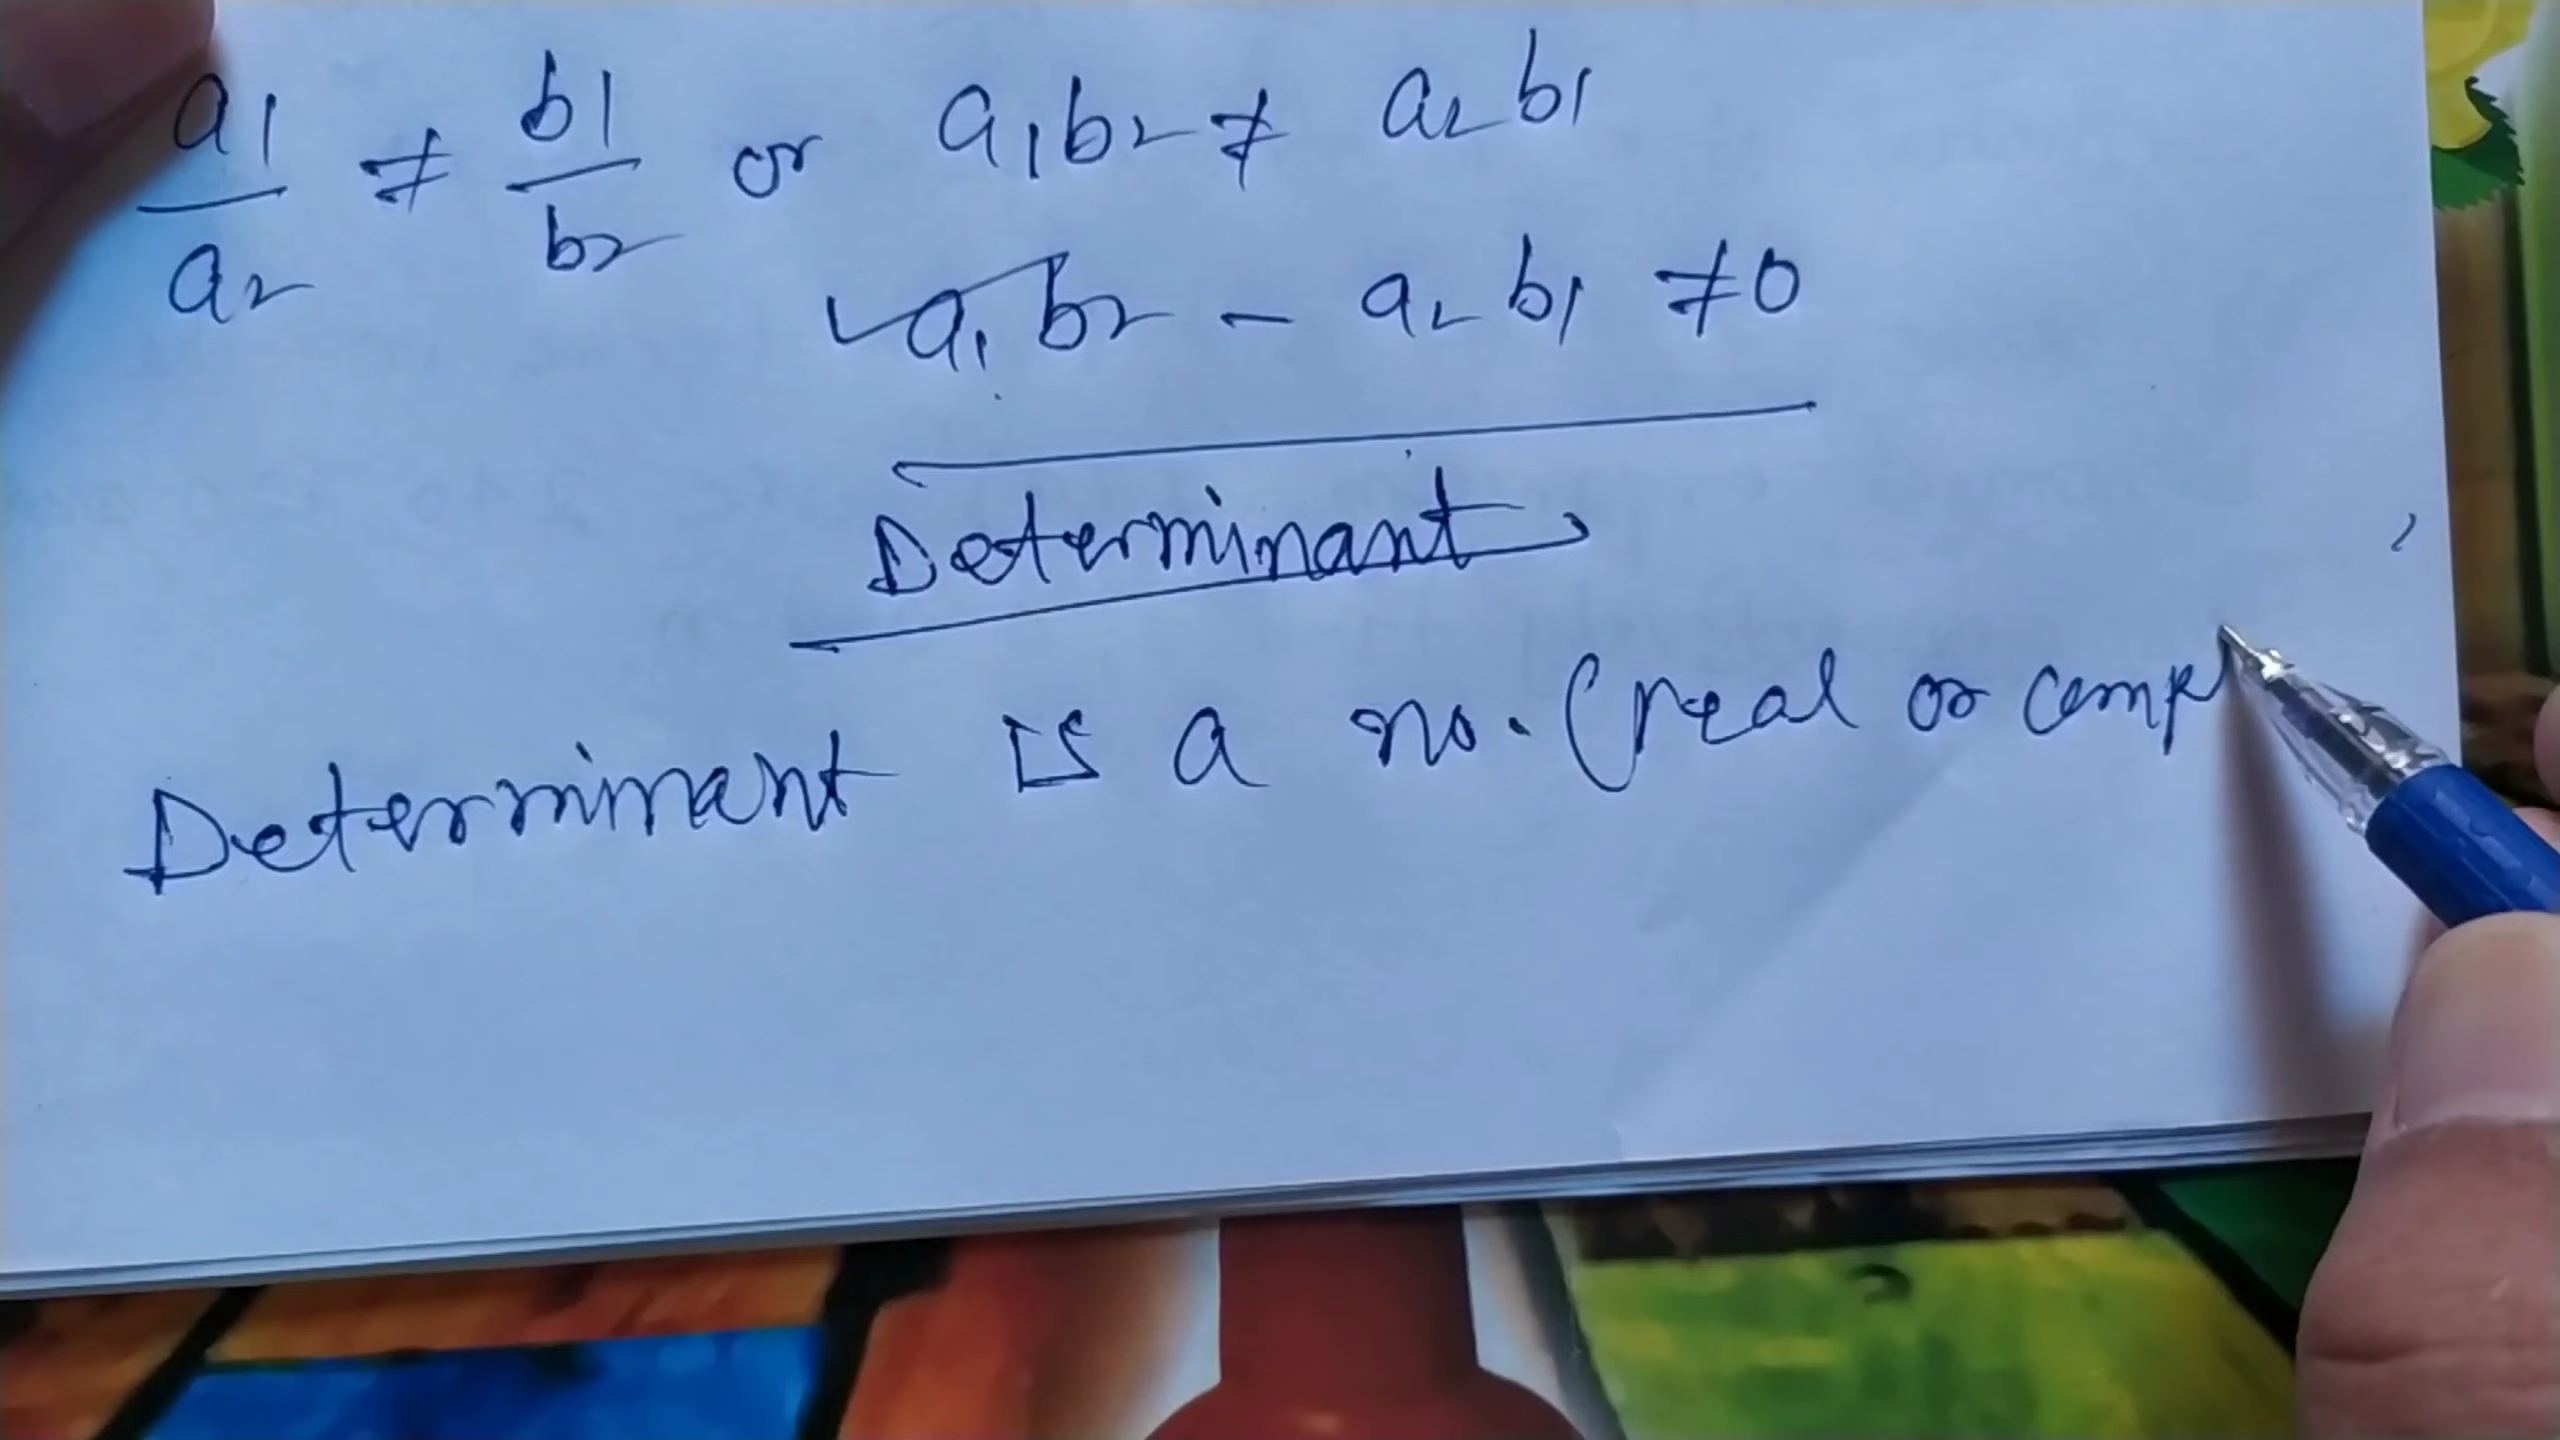 a1/a2 ≠ b1/b2 or a1b2 ≠ a2b1
a1b2 - a2b1 ≠0
Determinant
Determinant is a no. (real or comp